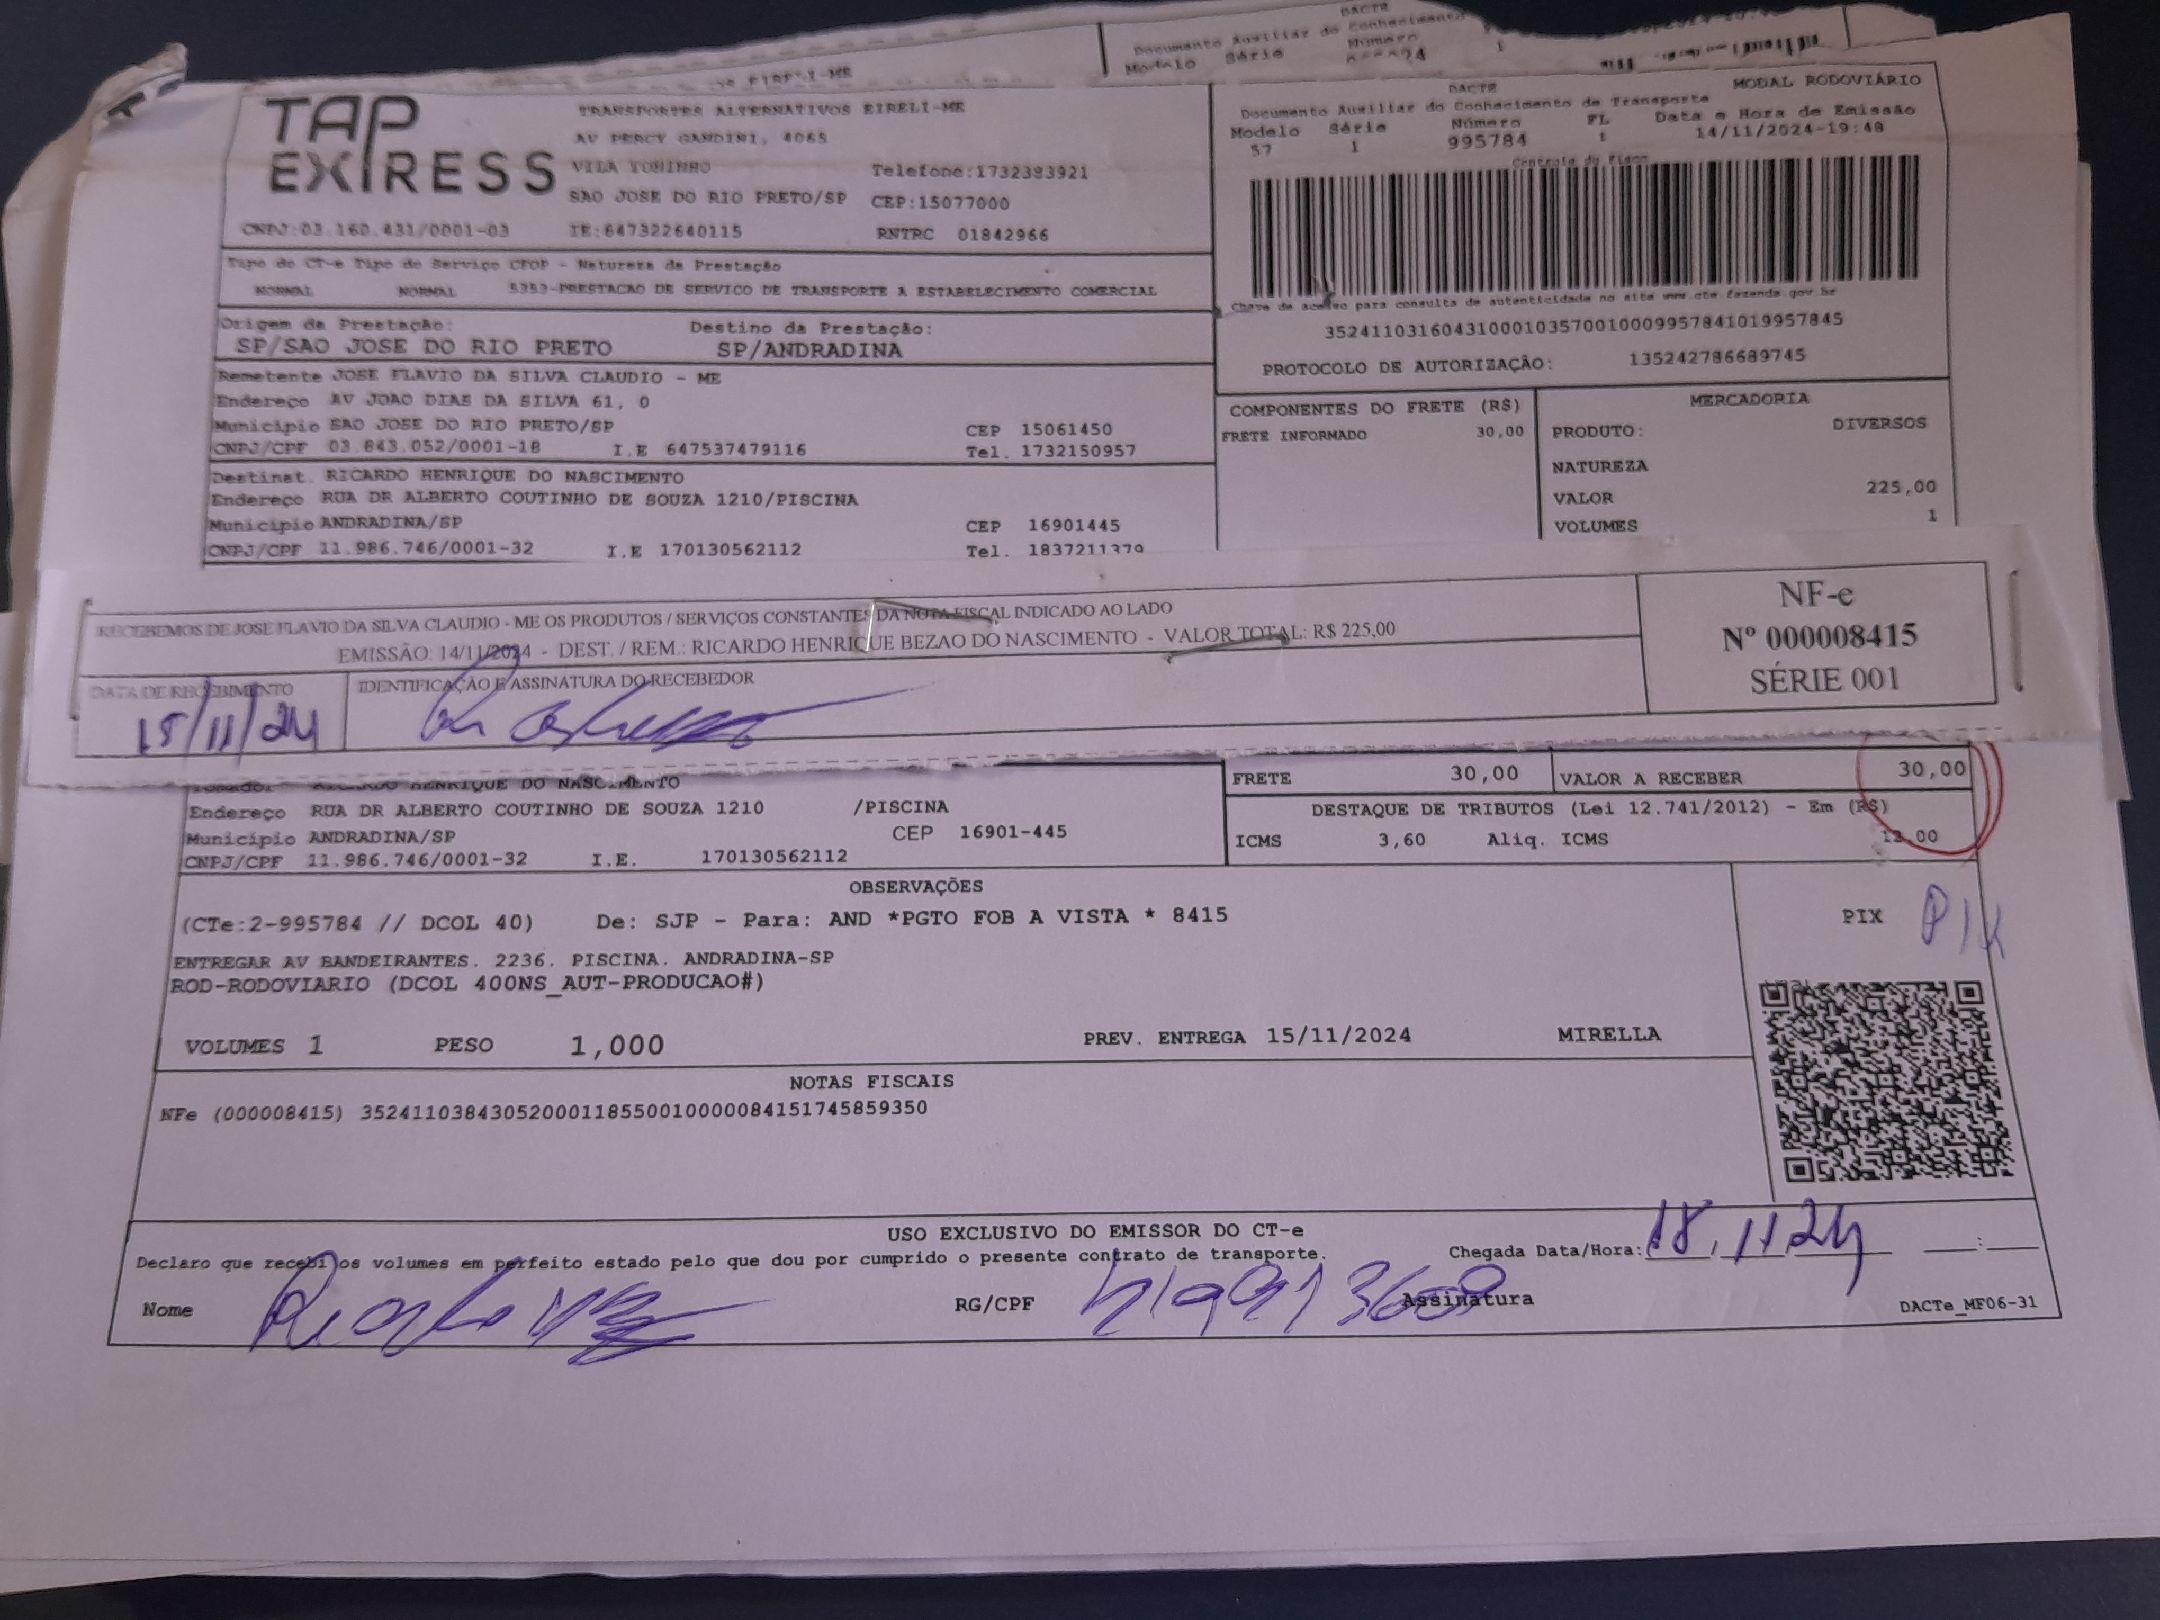 DACTE
Documento Auxiliar do Conhecimento
Modelo Série Número
1
EIRELI-ME
TAP EXPRESS
TRANSPORTES ALTERNATIVOS EIRELI-ME
AV PERCY GANDINI, 4065
VILA TONINHO
Telefone:1732383921
SAO JOSE DO RIO PRETO/SP CEP:15077000
CNPJ:03.160.431/0001-03 IE:647322640115 RNTRC 01842966
DACTE MODAL RODOVIÁRIO
Documento Auxiliar do Conhecimento de Transporte
Modelo Série Número FL Data e Hora de Emissão
57 1 995784 1 14/11/2024-19:48
Controle do Fisco
Chave de acesso para consulta de autenticidade no site www.cte.fazenda.gov.br
35241103160431000103570010009957841019957845
PROTOCOLO DE AUTORIZAÇÃO: 135242786689745
Tipo do CT-e Tipo do Serviço CFOP - Natureza da Prestação
NORMAL NORMAL 5353-PRESTACAO DE SERVICO DE TRANSPORTE A ESTABELECIMENTO COMERCIAL
Origem da Prestação: Destino da Prestação:
SP/SAO JOSE DO RIO PRETO SP/ANDRADINA
Remetente JOSE FLAVIO DA SILVA CLAUDIO - ME
Endereço AV JOAO DIAS DA SILVA 61, 0
Município SAO JOSE DO RIO PRETO/SP CEP 15061450
CNPJ/CPF 03.843.052/0001-18 I.E 647537479116 Tel. 1732150957
COMPONENTES DO FRETE (R$)
FRETE INFORMADO 30,00
MERCADORIA
PRODUTO: DIVERSOS
NATUREZA
VALOR 225,00
VOLUMES 1
Destinat. RICARDO HENRIQUE DO NASCIMENTO
Endereço RUA DR ALBERTO COUTINHO DE SOUZA 1210/PISCINA
Município ANDRADINA/SP CEP 16901445
CNPJ/CPF 11.986.746/0001-32 I.E 170130562112 Tel. 1837211379
RECEBEMOS DE JOSE FLAVIO DA SILVA CLAUDIO - ME OS PRODUTOS / SERVIÇOS CONSTANTES DA NOTA FISCAL INDICADO AO LADO
EMISSÃO: 14/11/2024 - DEST. / REM.: RICARDO HENRIQUE BEZAO DO NASCIMENTO - VALOR TOTAL: R$ 225,00
DATA DE RECEBIMENTO IDENTIFICAÇÃO E ASSINATURA DO RECEBEDOR
15/11/24
NF-e
Nº 000008415
SÉRIE 001
HENRIQUE DO NASCIMENTO
Endereço RUA DR ALBERTO COUTINHO DE SOUZA 1210 /PISCINA
Município ANDRADINA/SP CEP 16901-445
CNPJ/CPF 11.986.746/0001-32 I.E. 170130562112
FRETE 30,00 VALOR A RECEBER 30,00
DESTAQUE DE TRIBUTOS (Lei 12.741/2012) - Em (R$)
ICMS 3,60 Aliq. ICMS 12,00
OBSERVAÇÕES
(CTe:2-995784 // DCOL 40) De: SJP - Para: AND *PGTO FOB A VISTA * 8415
ENTREGAR AV BANDEIRANTES. 2236. PISCINA. ANDRADINA-SP
ROD-RODOVIARIO (DCOL 400NS_AUT-PRODUCAO#)
VOLUMES 1 PESO 1,000 PREV. ENTREGA 15/11/2024 MIRELLA
PIX PIX
NOTAS FISCAIS
NFe (000008415) 35241103843052000118550010000084151745859350
USO EXCLUSIVO DO EMISSOR DO CT-e
Declaro que recebi os volumes em perfeito estado pelo que dou por cumprido o presente contrato de transporte. Chegada Data/Hora: 18, 11 24 :
Nome RG/CPF Assinatura DACTe_MF06-31